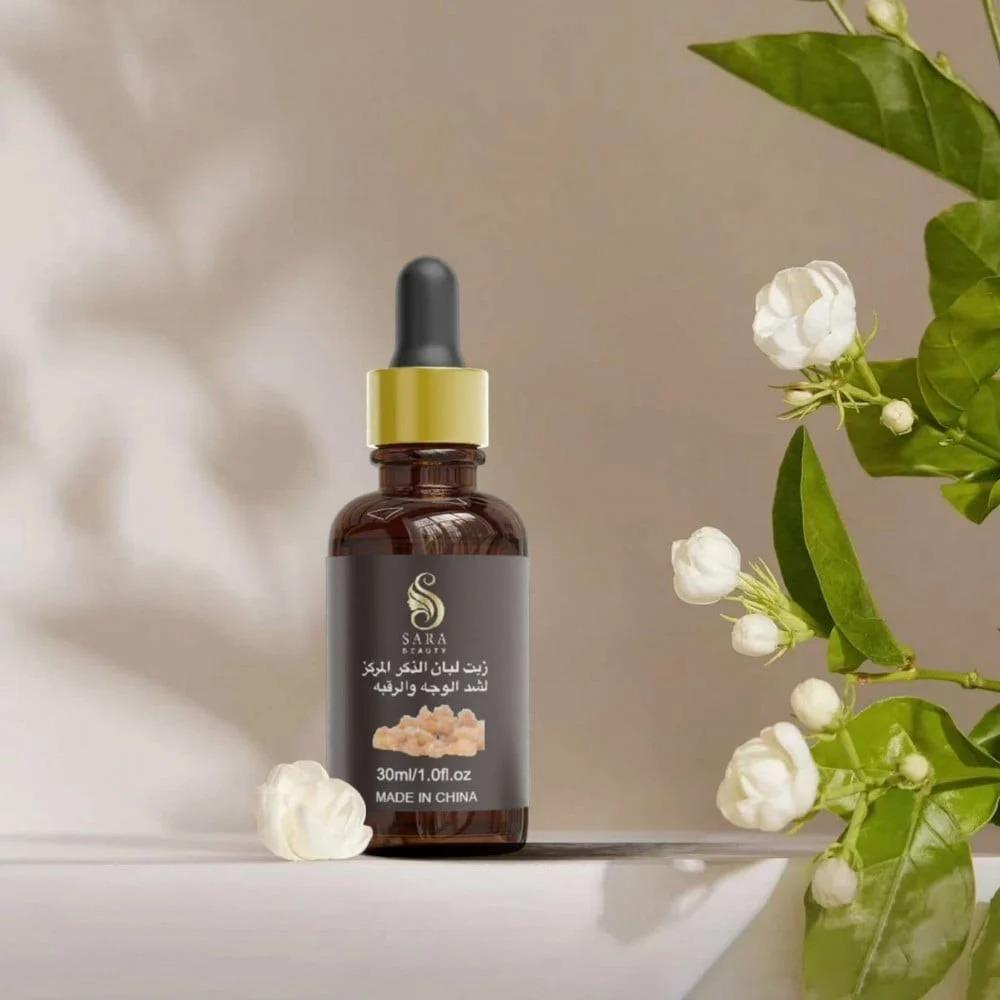 SARA
BEAUTY
زيت لبان الذكر المركز
لشد الوجه والرقبه
30ml/1.0fl.oz
MADE IN CHINA